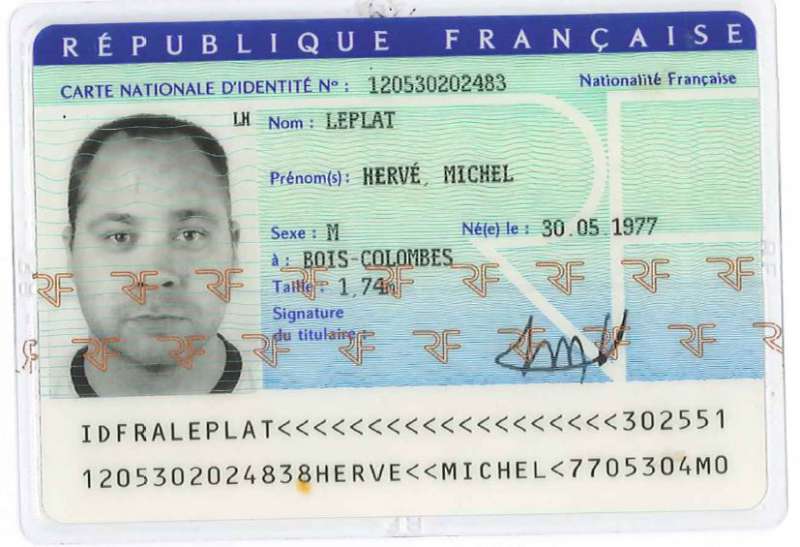 RÉPUBLIQUE FRANÇAISE
CARTE NATIONALE D'IDENTITÉ Nº : 120530202483 Nationalité Française
LH Nom : LEPLAT
Prénom(s) : HERVÉ, MICHEL
Sexe : M Né(e) le : 30.05.1977
à : BOIS-COLOMBES
Taille : 1,74m
Signature
du titulaire :
RF RF RF RF RF RF RF RF RF
RF RF RF RF RF RF RF RF RF
IDFRALEPLAT<<<<<<<<<<<<<<<<<<<302551
1205302024838HERVE<<MICHEL<7705304M0